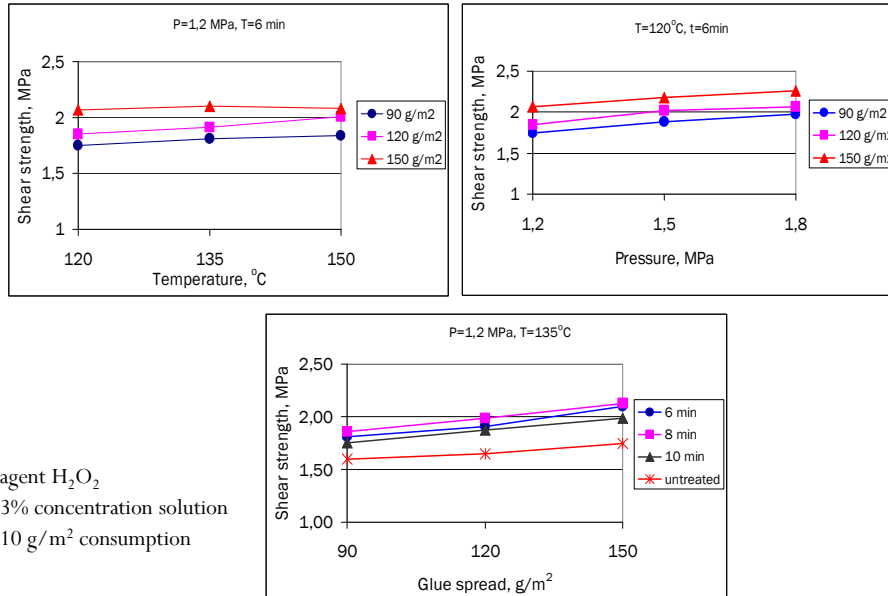 P=1,2 MPa, T=6 min
Shear strength, MPa
2,5
2
1,5
1
120 135 150
Temperature, °C
90 g/m2
120 g/m2
150 g/m2
T=120°C, t=6min
Shear strength, MPa
2,5
2
1,5
1
1,2 1,5 1,8
Pressure, MPa
90 g/m2
120 g/m2
150 g/m2
P=1,2 MPa, T=135°C
Shear strength, MPa
2,50
2,00
1,50
1,00
90 120 150
Glue spread, g/m²
6 min
8 min
10 min
untreated
agent H₂O₂
3% concentration solution
10 g/m² consumption